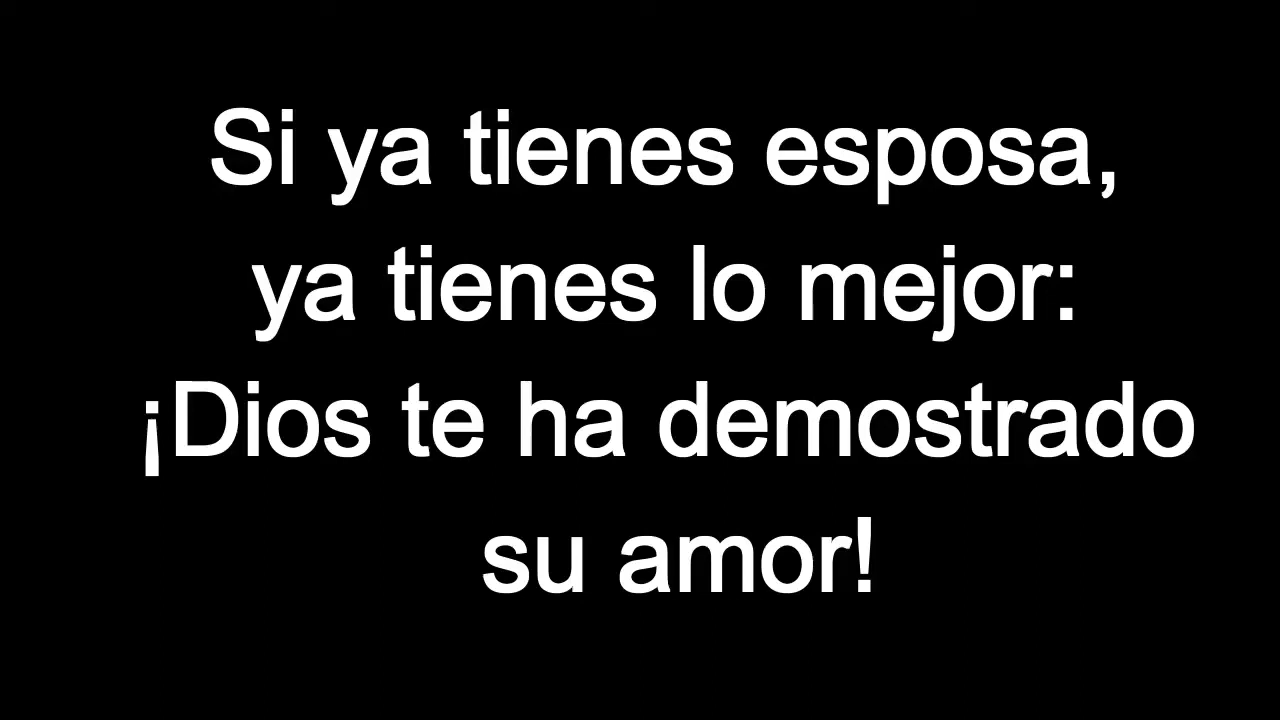 Si ya tienes esposa,
ya tienes lo mejor:
¡Dios te ha demostrado
su amor!